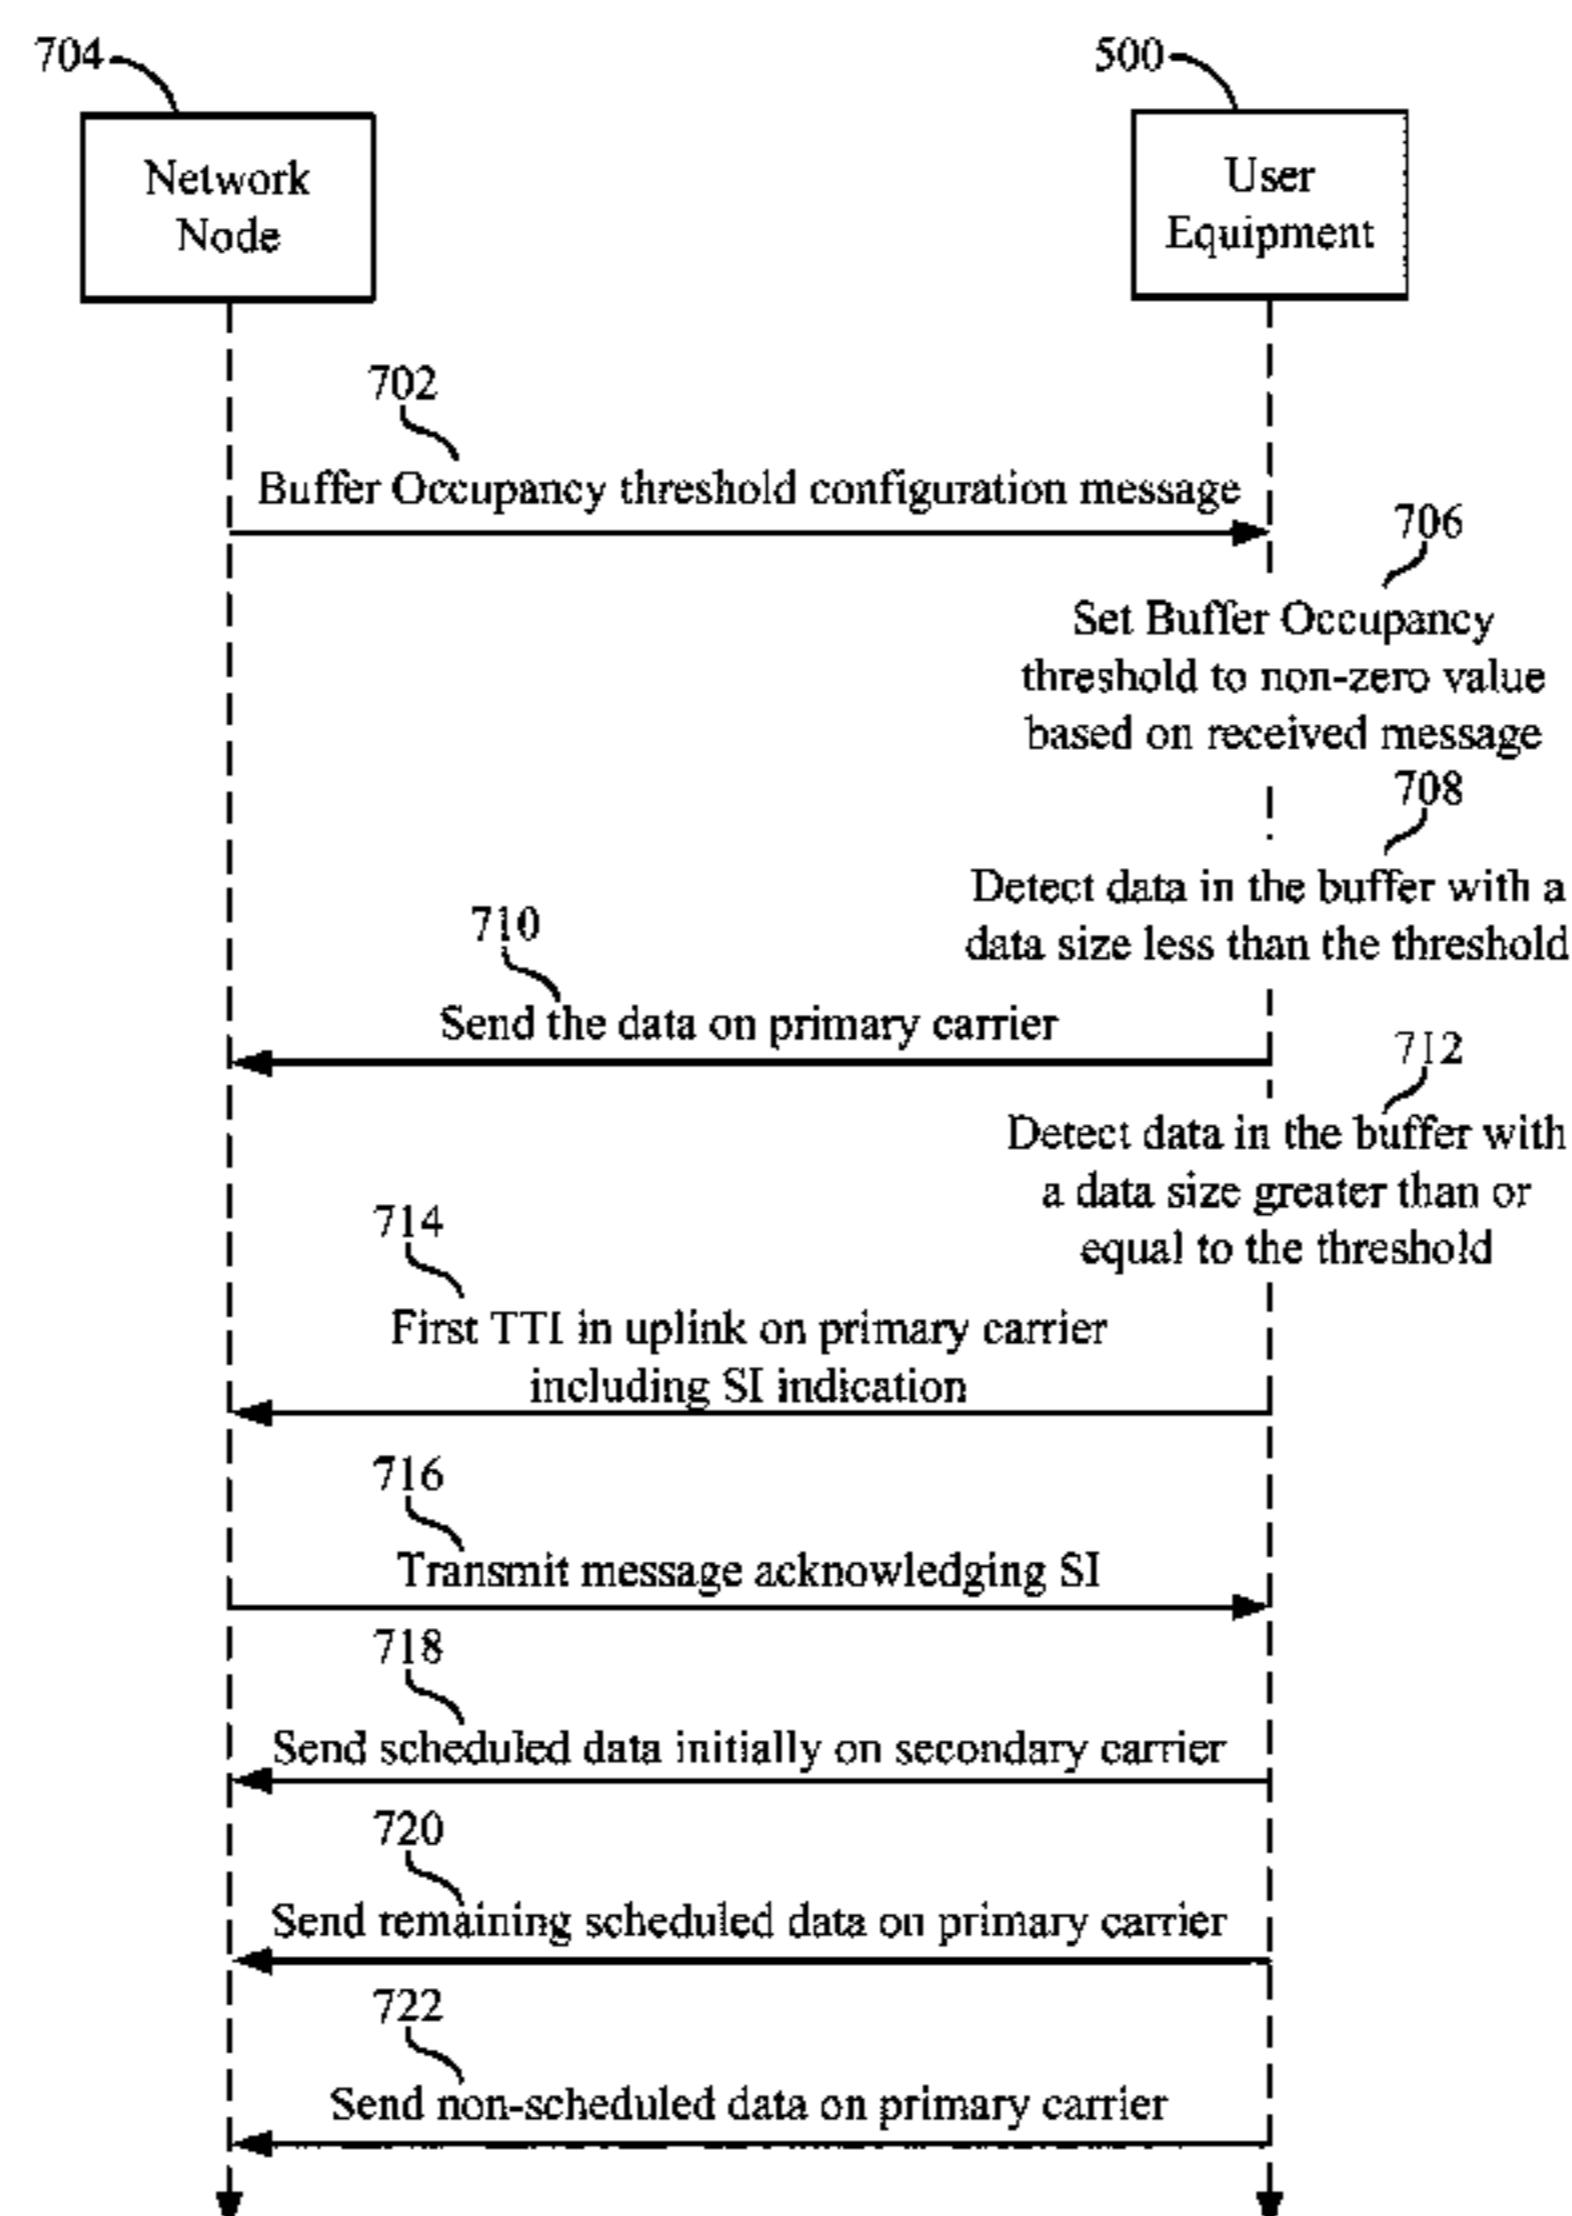 704
500
Network
Node
User
Equipment
702
Buffer Occupancy threshold configuration message
706
Set Buffer Occupancy
threshold to non-zero value
based on received message
708
Detect data in the buffer with a
data size less than the threshold
710
Send the data on primary carrier
712
Detect data in the buffer with
a data size greater than or
equal to the threshold
714
First TTI in uplink on primary carrier
including SI indication
716
Transmit message acknowledging SI
718
Send scheduled data initially on secondary carrier
720
Send remaining scheduled data on primary carrier
722
Send non-scheduled data on primary carrier